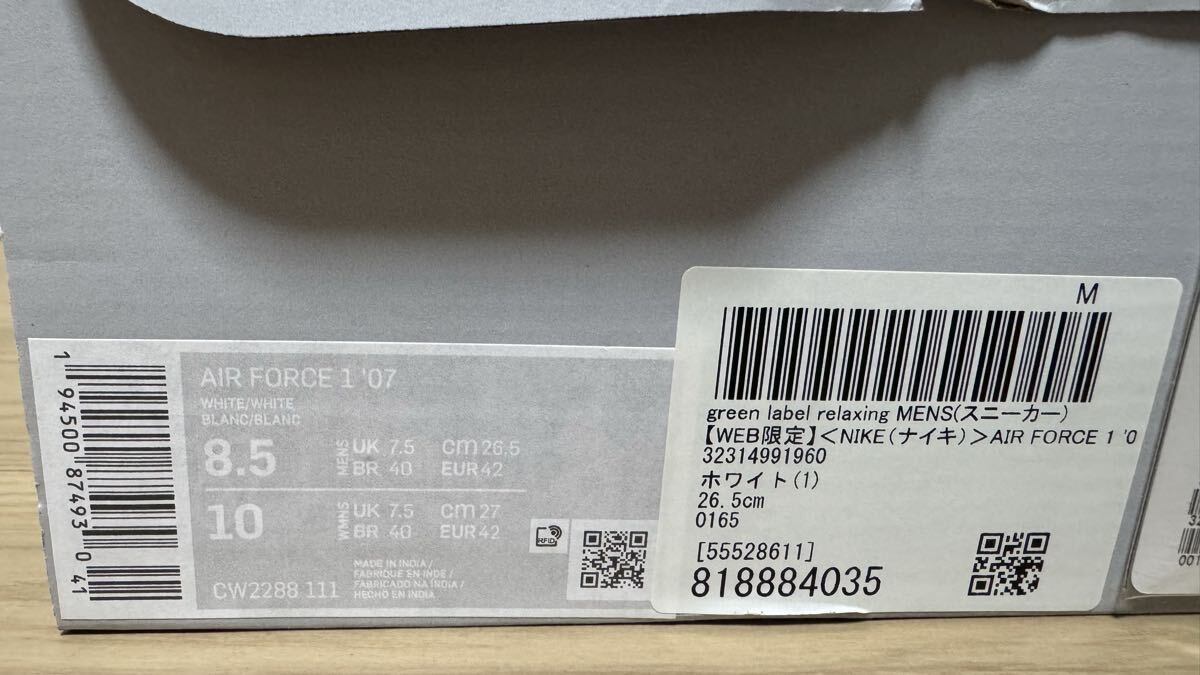 1 94500 87493 0 41
AIR FORCE 1 '07
WHITE/WHITE
BLANC/BLANC
8.5 MENS UK 7.5 cm 26.5
BR 40 EUR 42
10 WMNS UK 7.5 cm 27
BR 40 EUR 42
CW2288 111
MADE IN INDIA /
FABRIQUE EN INDE /
FABRICADO NA INDIA /
HECHO EN INDIA
RFID
M
green label relaxing MENS(スニーカー)
【WEB限定】<NIKE(ナイキ)>AIR FORCE 1 '0
32314991960
ホワイト(1)
26.5cm
0165
[55528611]
818884035
001